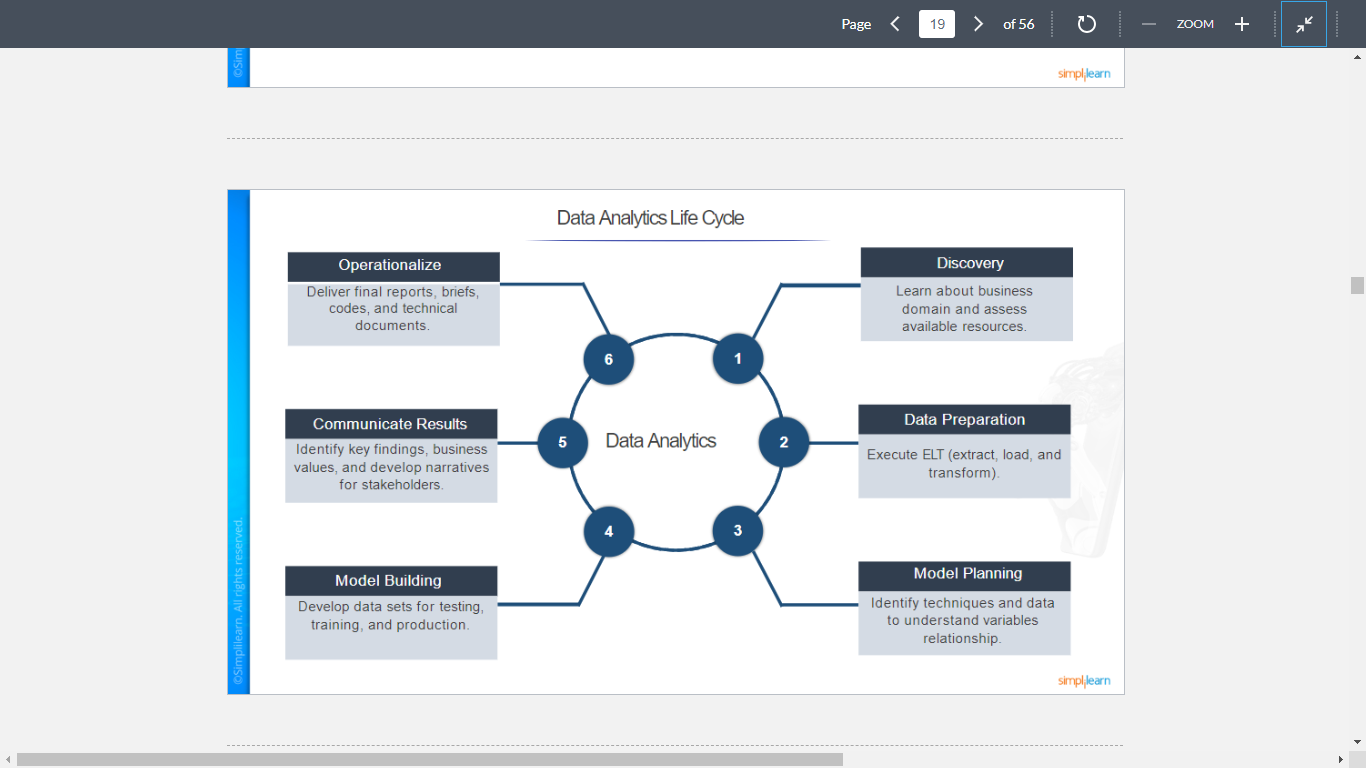 Page
19
of 56
ZOOM
©Sim
simplilearn
Data Analytics Life Cycle
Operationalize
Deliver final reports, briefs,
codes, and technical
documents.
Discovery
Learn about business
domain and assess
available resources.
6
1
Communicate Results
Identify key findings, business
values, and develop narratives
for stakeholders.
5
Data Analytics
2
Data Preparation
Execute ELT (extract, load, and
transform).
4
3
Model Building
Develop data sets for testing,
training, and production.
Model Planning
Identify techniques and data
to understand variables
relationship.
©Simplilearn. All rights reserved.
simplilearn